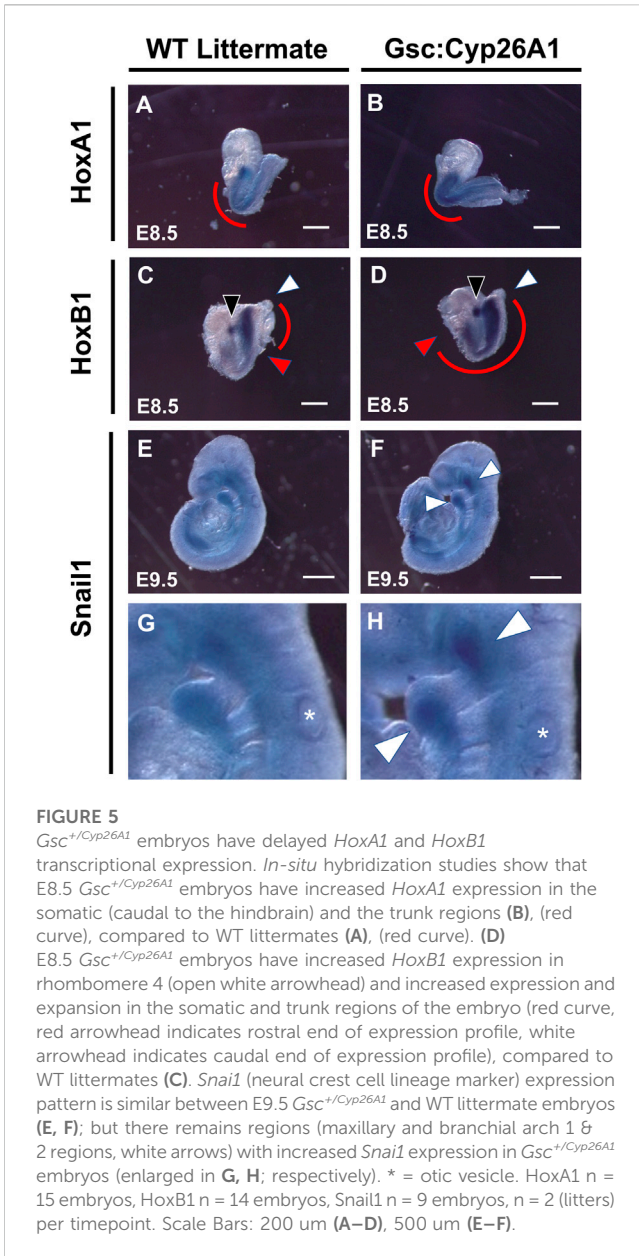 WT Littermate
Gsc:Cyp26A1
HoxA1
A
B
E8.5
E8.5
HoxB1
C
D
E8.5
E8.5
Snail1
E
F
E9.5
E9.5
G
H
*
*
FIGURE 5
Gsc+/Cyp26A1 embryos have delayed HoxA1 and HoxB1
transcriptional expression. In-situ hybridization studies show that
E8.5 Gsc+/Cyp26A1 embryos have increased HoxA1 expression in the
somatic (caudal to the hindbrain) and the trunk regions (B), (red
curve), compared to WT littermates (A), (red curve). (D)
E8.5 Gsc+/Cyp26A1 embryos have increased HoxB1 expression in
rhombomere 4 (open white arrowhead) and increased expression and
expansion in the somatic and trunk regions of the embryo (red curve,
red arrowhead indicates rostral end of expression profile, white
arrowhead indicates caudal end of expression profile), compared to
WT littermates (C). Snai1 (neural crest cell lineage marker) expression
pattern is similar between E9.5 Gsc+/Cyp26A1 and WT littermate embryos
(E, F); but there remains regions (maxillary and branchial arch 1 &
2 regions, white arrows) with increased Snai1 expression in Gsc+/Cyp26A1
embryos (enlarged in G, H; respectively). * = otic vesicle. HoxA1 n =
15 embryos, HoxB1 n = 14 embryos, Snail1 n = 9 embryos, n = 2 (litters)
per timepoint. Scale Bars: 200 um (A–D), 500 um (E–F).